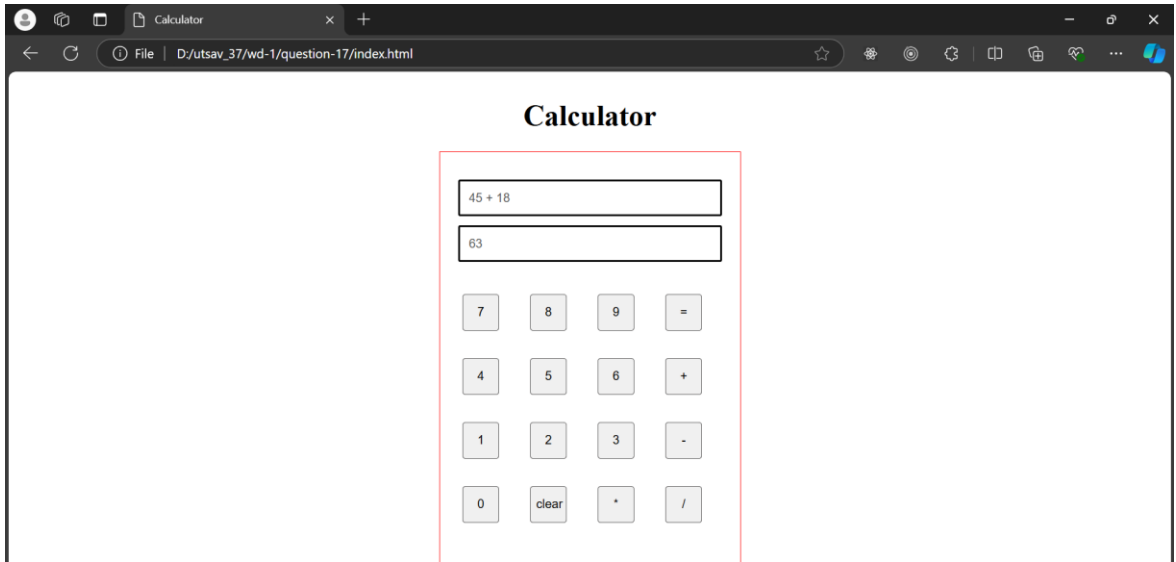 Calculator
File | D:/utsav_37/wd-1/question-17/index.html
Calculator
45 + 18
63
7 8 9 =
4 5 6 +
1 2 3 -
0 clear * /